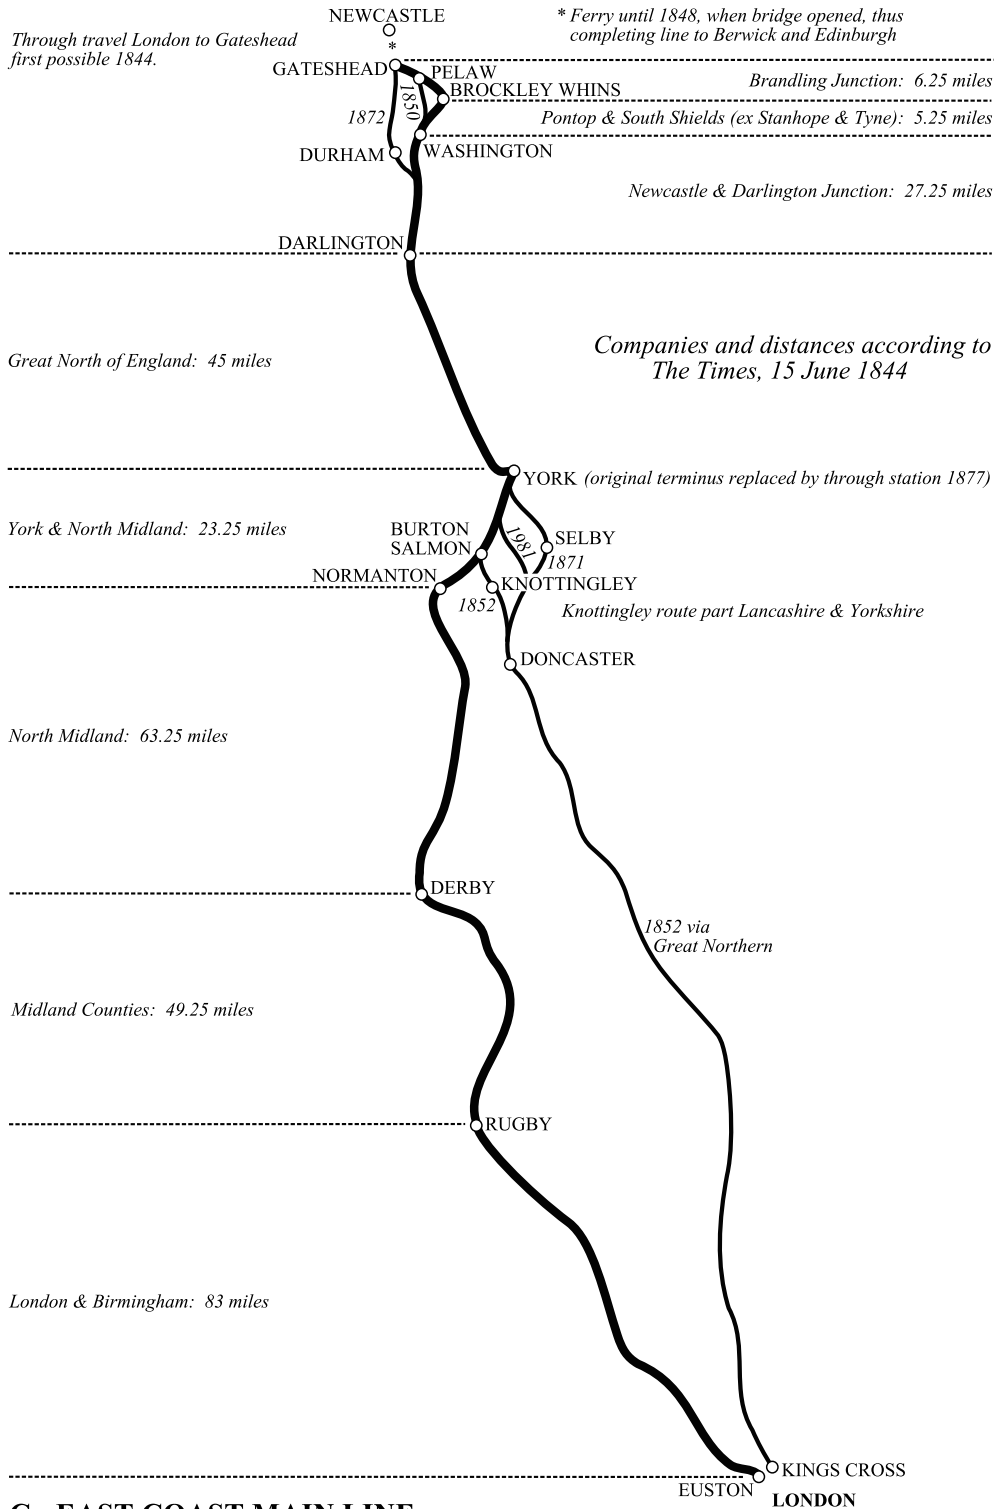 NEWCASTLE
* Ferry until 1848, when bridge opened, thus
completing line to Berwick and Edinburgh
Through travel London to Gateshead
first possible 1844.
*
GATESHEAD
PELAW
BROCKLEY WHINS
Brandling Junction: 6.25 miles
1850
1872
Pontop & South Shields (ex Stanhope & Tyne): 5.25 miles
DURHAM
WASHINGTON
Newcastle & Darlington Junction: 27.25 miles
DARLINGTON
Great North of England: 45 miles
Companies and distances according to
The Times, 15 June 1844
YORK (original terminus replaced by through station 1877)
York & North Midland: 23.25 miles
BURTON
SALMON
1981
SELBY
1871
NORMANTON
KNOTTINGLEY
1852
Knottingley route part Lancashire & Yorkshire
DONCASTER
North Midland: 63.25 miles
DERBY
1852 via
Great Northern
Midland Counties: 49.25 miles
RUGBY
London & Birmingham: 83 miles
KINGS CROSS
EUSTON
LONDON
EAST COAST MAIN LINE